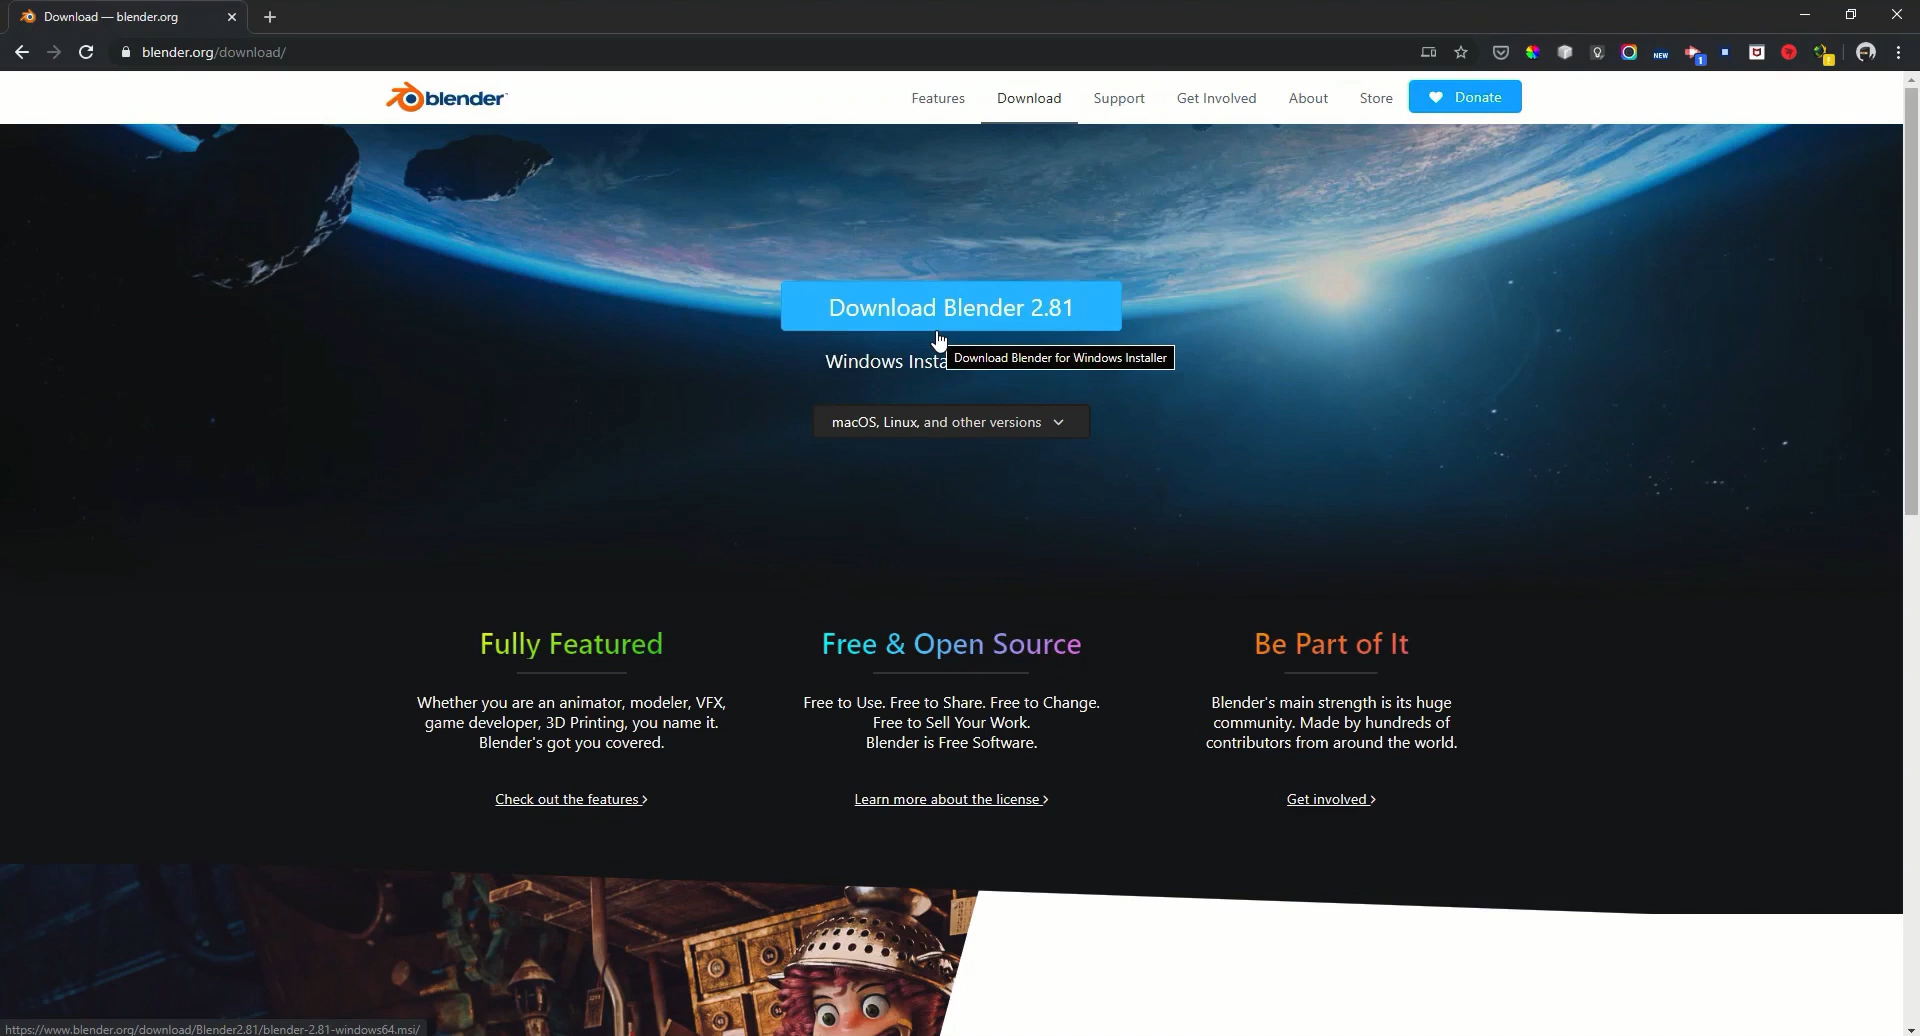 Download — blender.org
blender.org/download/
NEW
1
blender
Features
Download
Support
Get Involved
About
Store
Donate
Download Blender 2.81
Windows Insta
Download Blender for Windows Installer
macOS, Linux, and other versions
Fully Featured
Whether you are an animator, modeler, VFX,
game developer, 3D Printing, you name it.
Blender's got you covered.
Check out the features
Free & Open Source
Free to Use. Free to Share. Free to Change.
Free to Sell Your Work.
Blender is Free Software.
Learn more about the license
Be Part of It
Blender's main strength is its huge
community. Made by hundreds of
contributors from around the world.
Get involved
https://www.blender.org/download/Blender2.81/blender-2.81-windows64.msi/